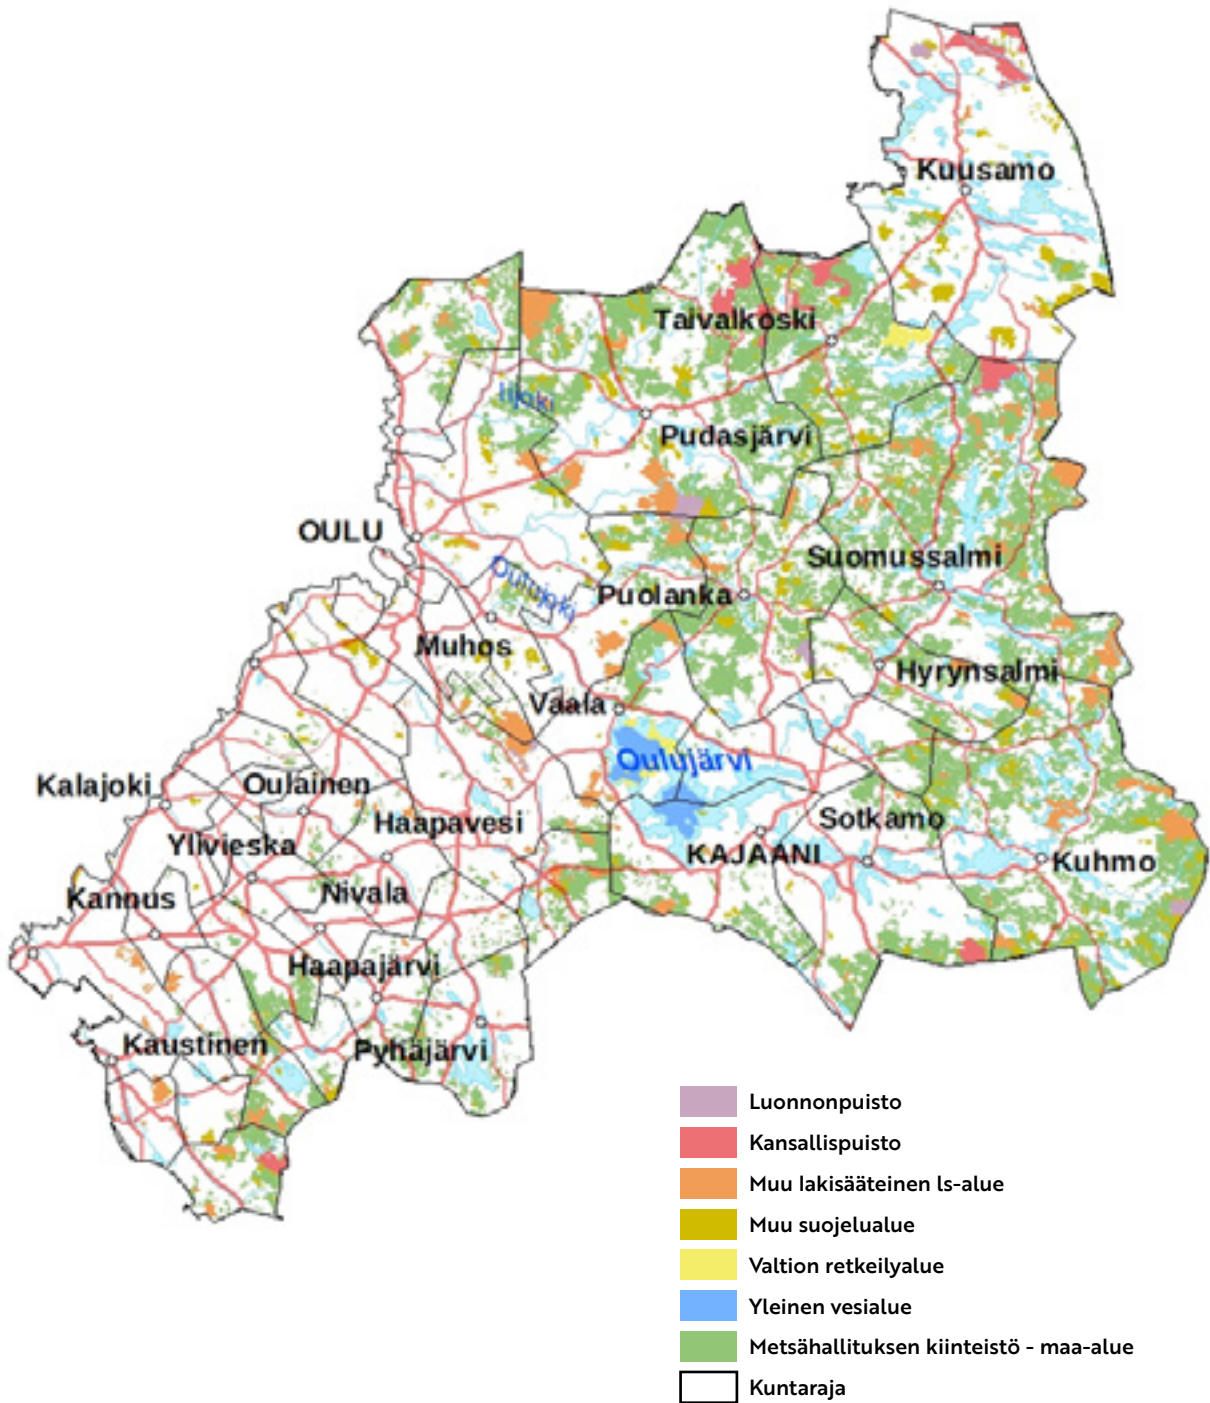 Kuusamo
Taivalkoski
Iijoki
Pudasjärvi
OULU
Suomussalmi
Oulujoki
Puolanka
Muhos
Hyrynsalmi
Vaala
Oulujärvi
Kalajoki
Oulainen
Haapavesi
Sotkamo
Ylivieska
KAJAANI
Kuhmo
Kannus
Nivala
Haapajärvi
Kaustinen
Pyhäjärvi
Luonnonpuisto
Kansallispuisto
Muu lakisääteinen ls-alue
Muu suojelualue
Valtion retkeilyalue
Yleinen vesialue
Metsähallituksen kiinteistö - maa-alue
Kuntaraja